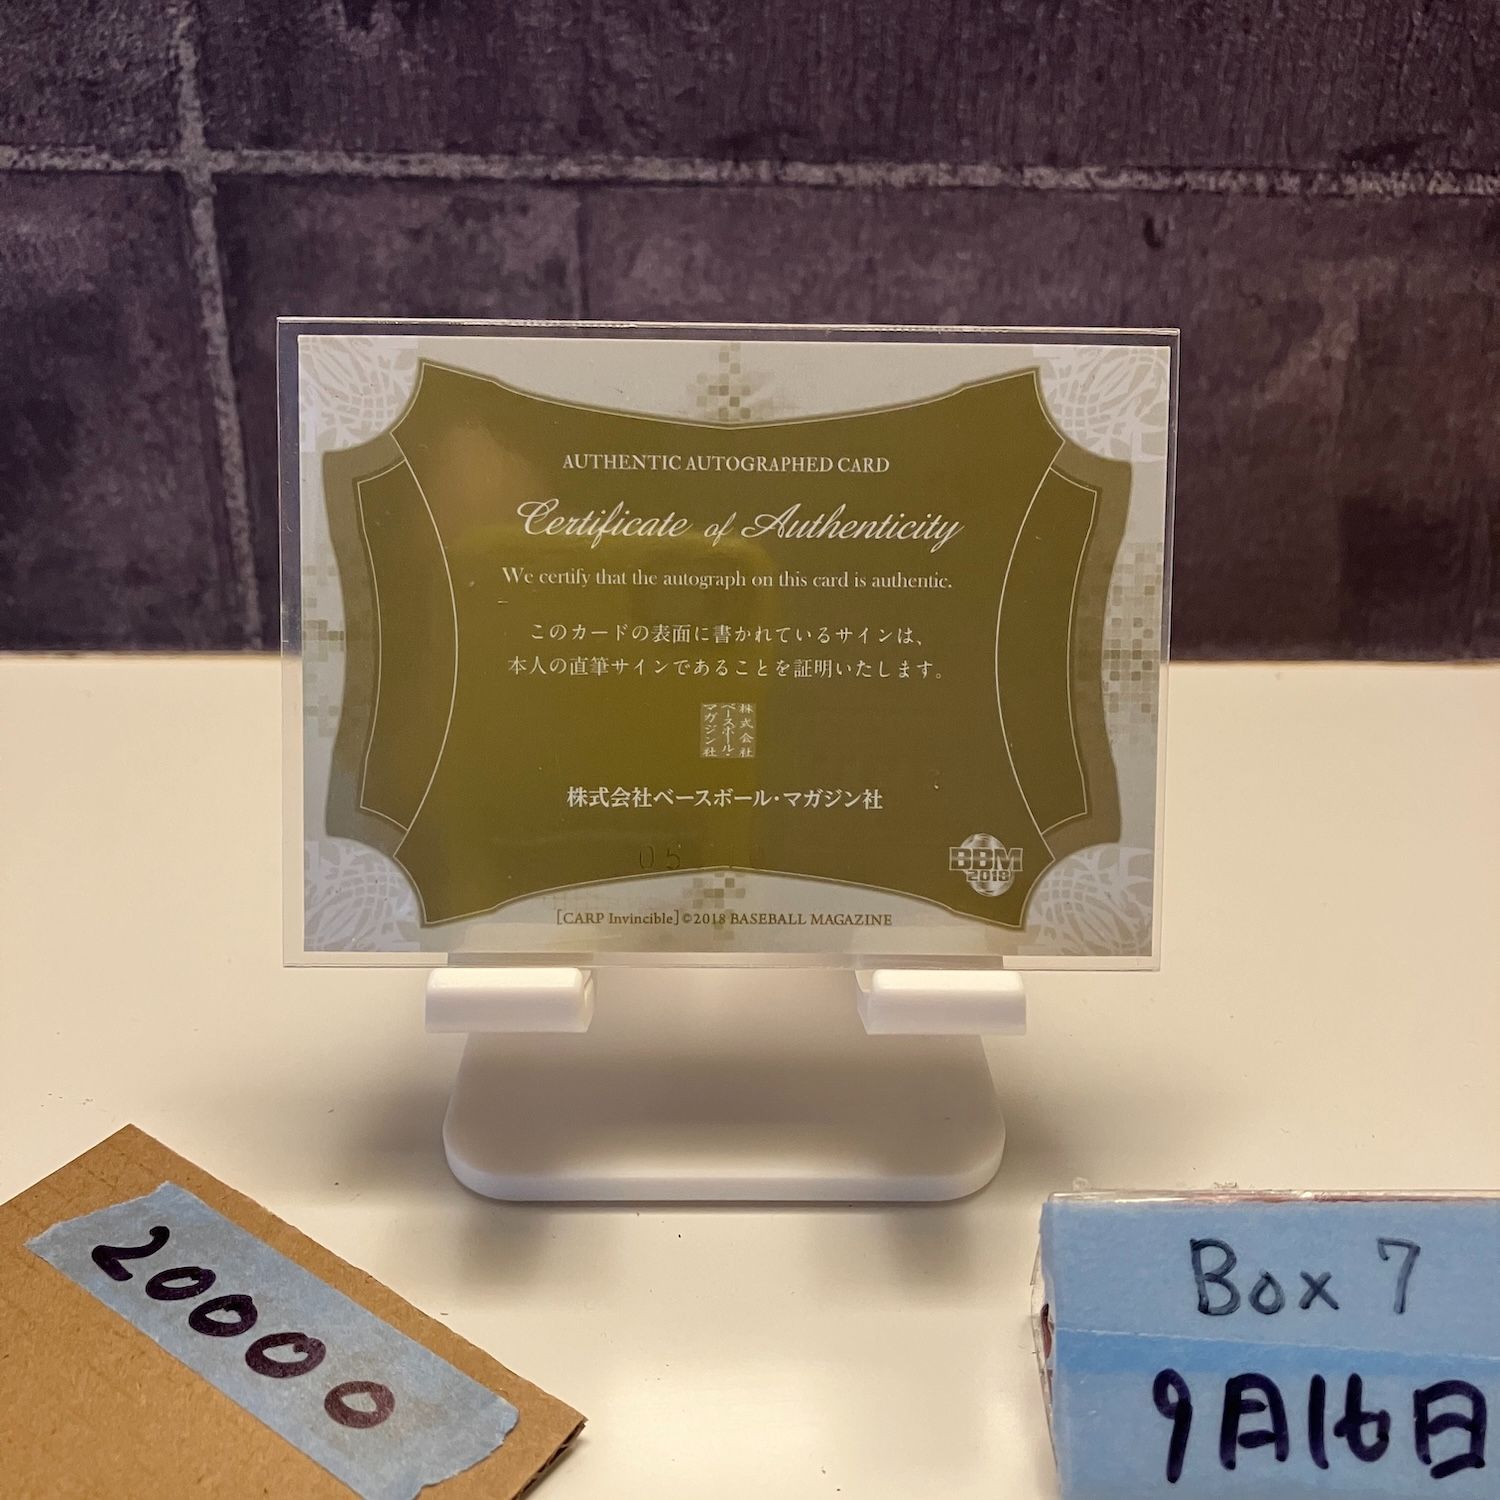 AUTHENTIC AUTOGRAPHED CARD
Certificate of Authenticity
We certify that the autograph on this card is authentic.
このカードの表面に書かれているサインは、
本人の直筆サインであることを証明いたします。
株式会社
ベースボール・
マガジン社
株式会社ベースボール・マガジン社
05
BBM
2018
[CARP Invincible]©2018 BASEBALL MAGAZINE
20000
Box 7
9月16日